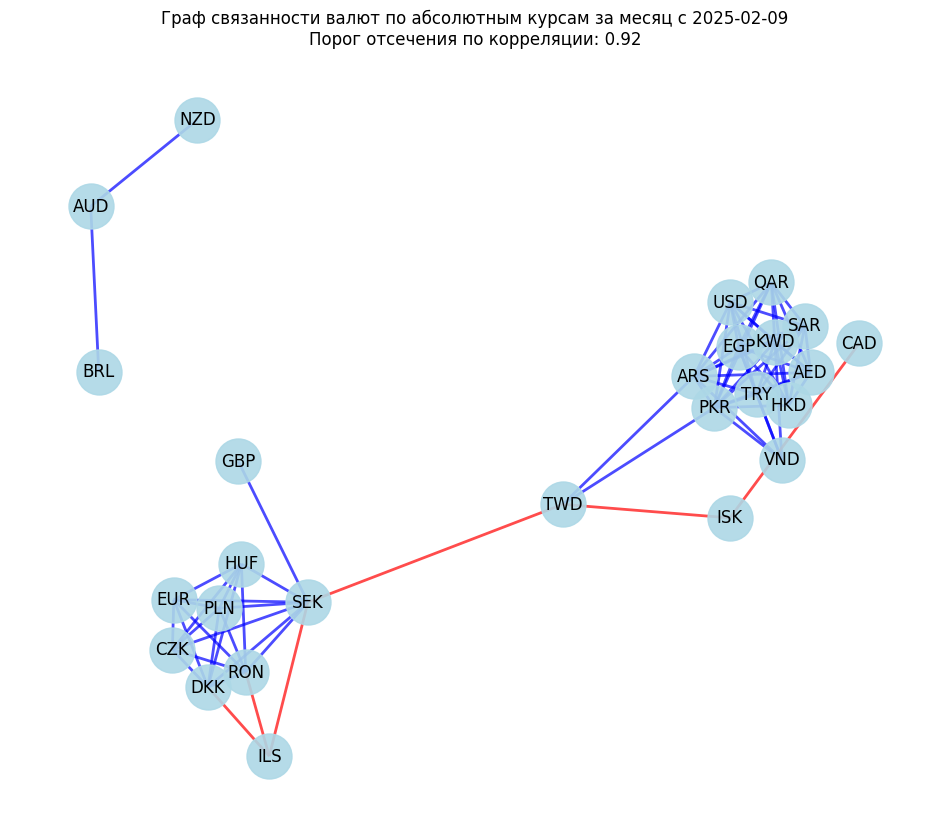 Граф связанности валют по абсолютным курсам за месяц с 2025-02-09
Порог отсечения по корреляции: 0.92
NZD
AUD
QAR
USD
SAR
KWD
CAD
EGP
BRL
AED
ARS
TRY
HKD
PKR
GBP
VND
TWD
ISK
HUF
EUR
SEK
PLN
CZK
RON
DKK
ILS